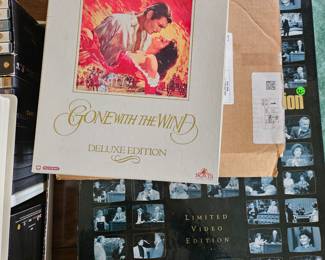 GONE WITH THE WIND
DELUXE EDITION
LIMITED
VIDEO
EDITION